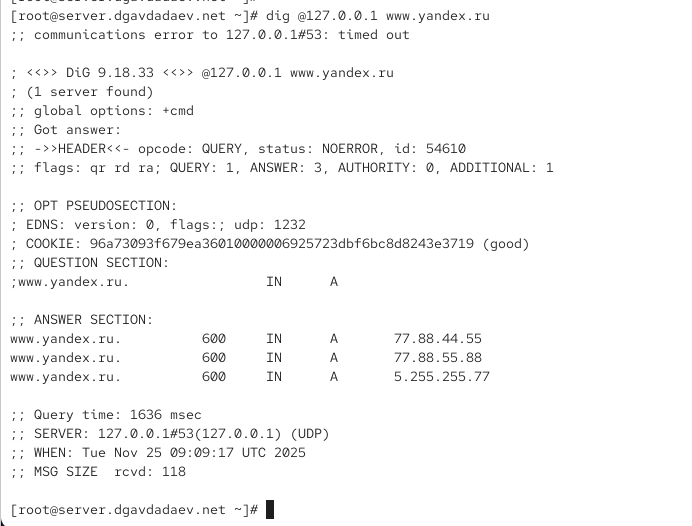 [root@server.dgavdadaev.net ~]# dig @127.0.0.1 www.yandex.ru
;; communications error to 127.0.0.1#53: timed out

; <<>> DiG 9.18.33 <<>> @127.0.0.1 www.yandex.ru
; (1 server found)
;; global options: +cmd
;; Got answer:
;; ->>HEADER<<- opcode: QUERY, status: NOERROR, id: 54610
;; flags: qr rd ra; QUERY: 1, ANSWER: 3, AUTHORITY: 0, ADDITIONAL: 1

;; OPT PSEUDOSECTION:
; EDNS: version: 0, flags:; udp: 1232
; COOKIE: 96a73093f679ea36010000006925723dbf6bc8d8243e3719 (good)
;; QUESTION SECTION:
;www.yandex.ru.                 IN      A

;; ANSWER SECTION:
www.yandex.ru.          600     IN      A       77.88.44.55
www.yandex.ru.          600     IN      A       77.88.55.88
www.yandex.ru.          600     IN      A       5.255.255.77

;; Query time: 1636 msec
;; SERVER: 127.0.0.1#53(127.0.0.1) (UDP)
;; WHEN: Tue Nov 25 09:09:17 UTC 2025
;; MSG SIZE  rcvd: 118

[root@server.dgavdadaev.net ~]#